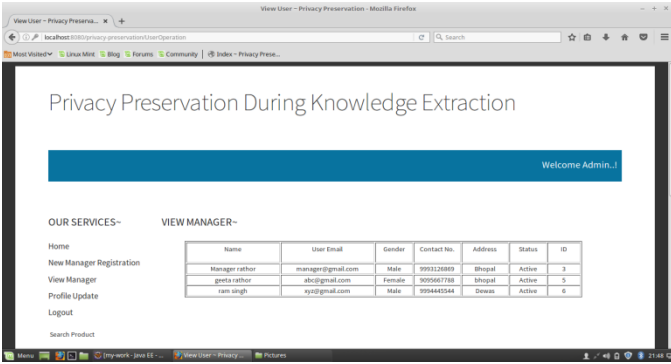 View User ~ Privacy Preservation - Mozilla Firefox
View User ~ Privacy Preserva... × +
localhost:8080/privacy-preservation/UserOperation Search
Most Visited Linux Mint Blog Forums Community Index ~ Privacy Prese...
Privacy Preservation During Knowledge Extraction
Welcome Admin..!
OUR SERVICES~ VIEW MANAGER~
Home
New Manager Registration
View Manager
Profile Update
Logout
Search Product
Name User Email Gender Contact No. Address Status ID
Manager rathor manager@gmail.com Male 9993126869 Bhopal Active 3
geeta rathor abc@gmail.com Female 9095667788 bhopal Active 5
ram singh xyz@gmail.com Male 9994445544 Dewas Active 6
Menu (my-work - Java EE - ... View User ~ Privacy ... Pictures 21:48